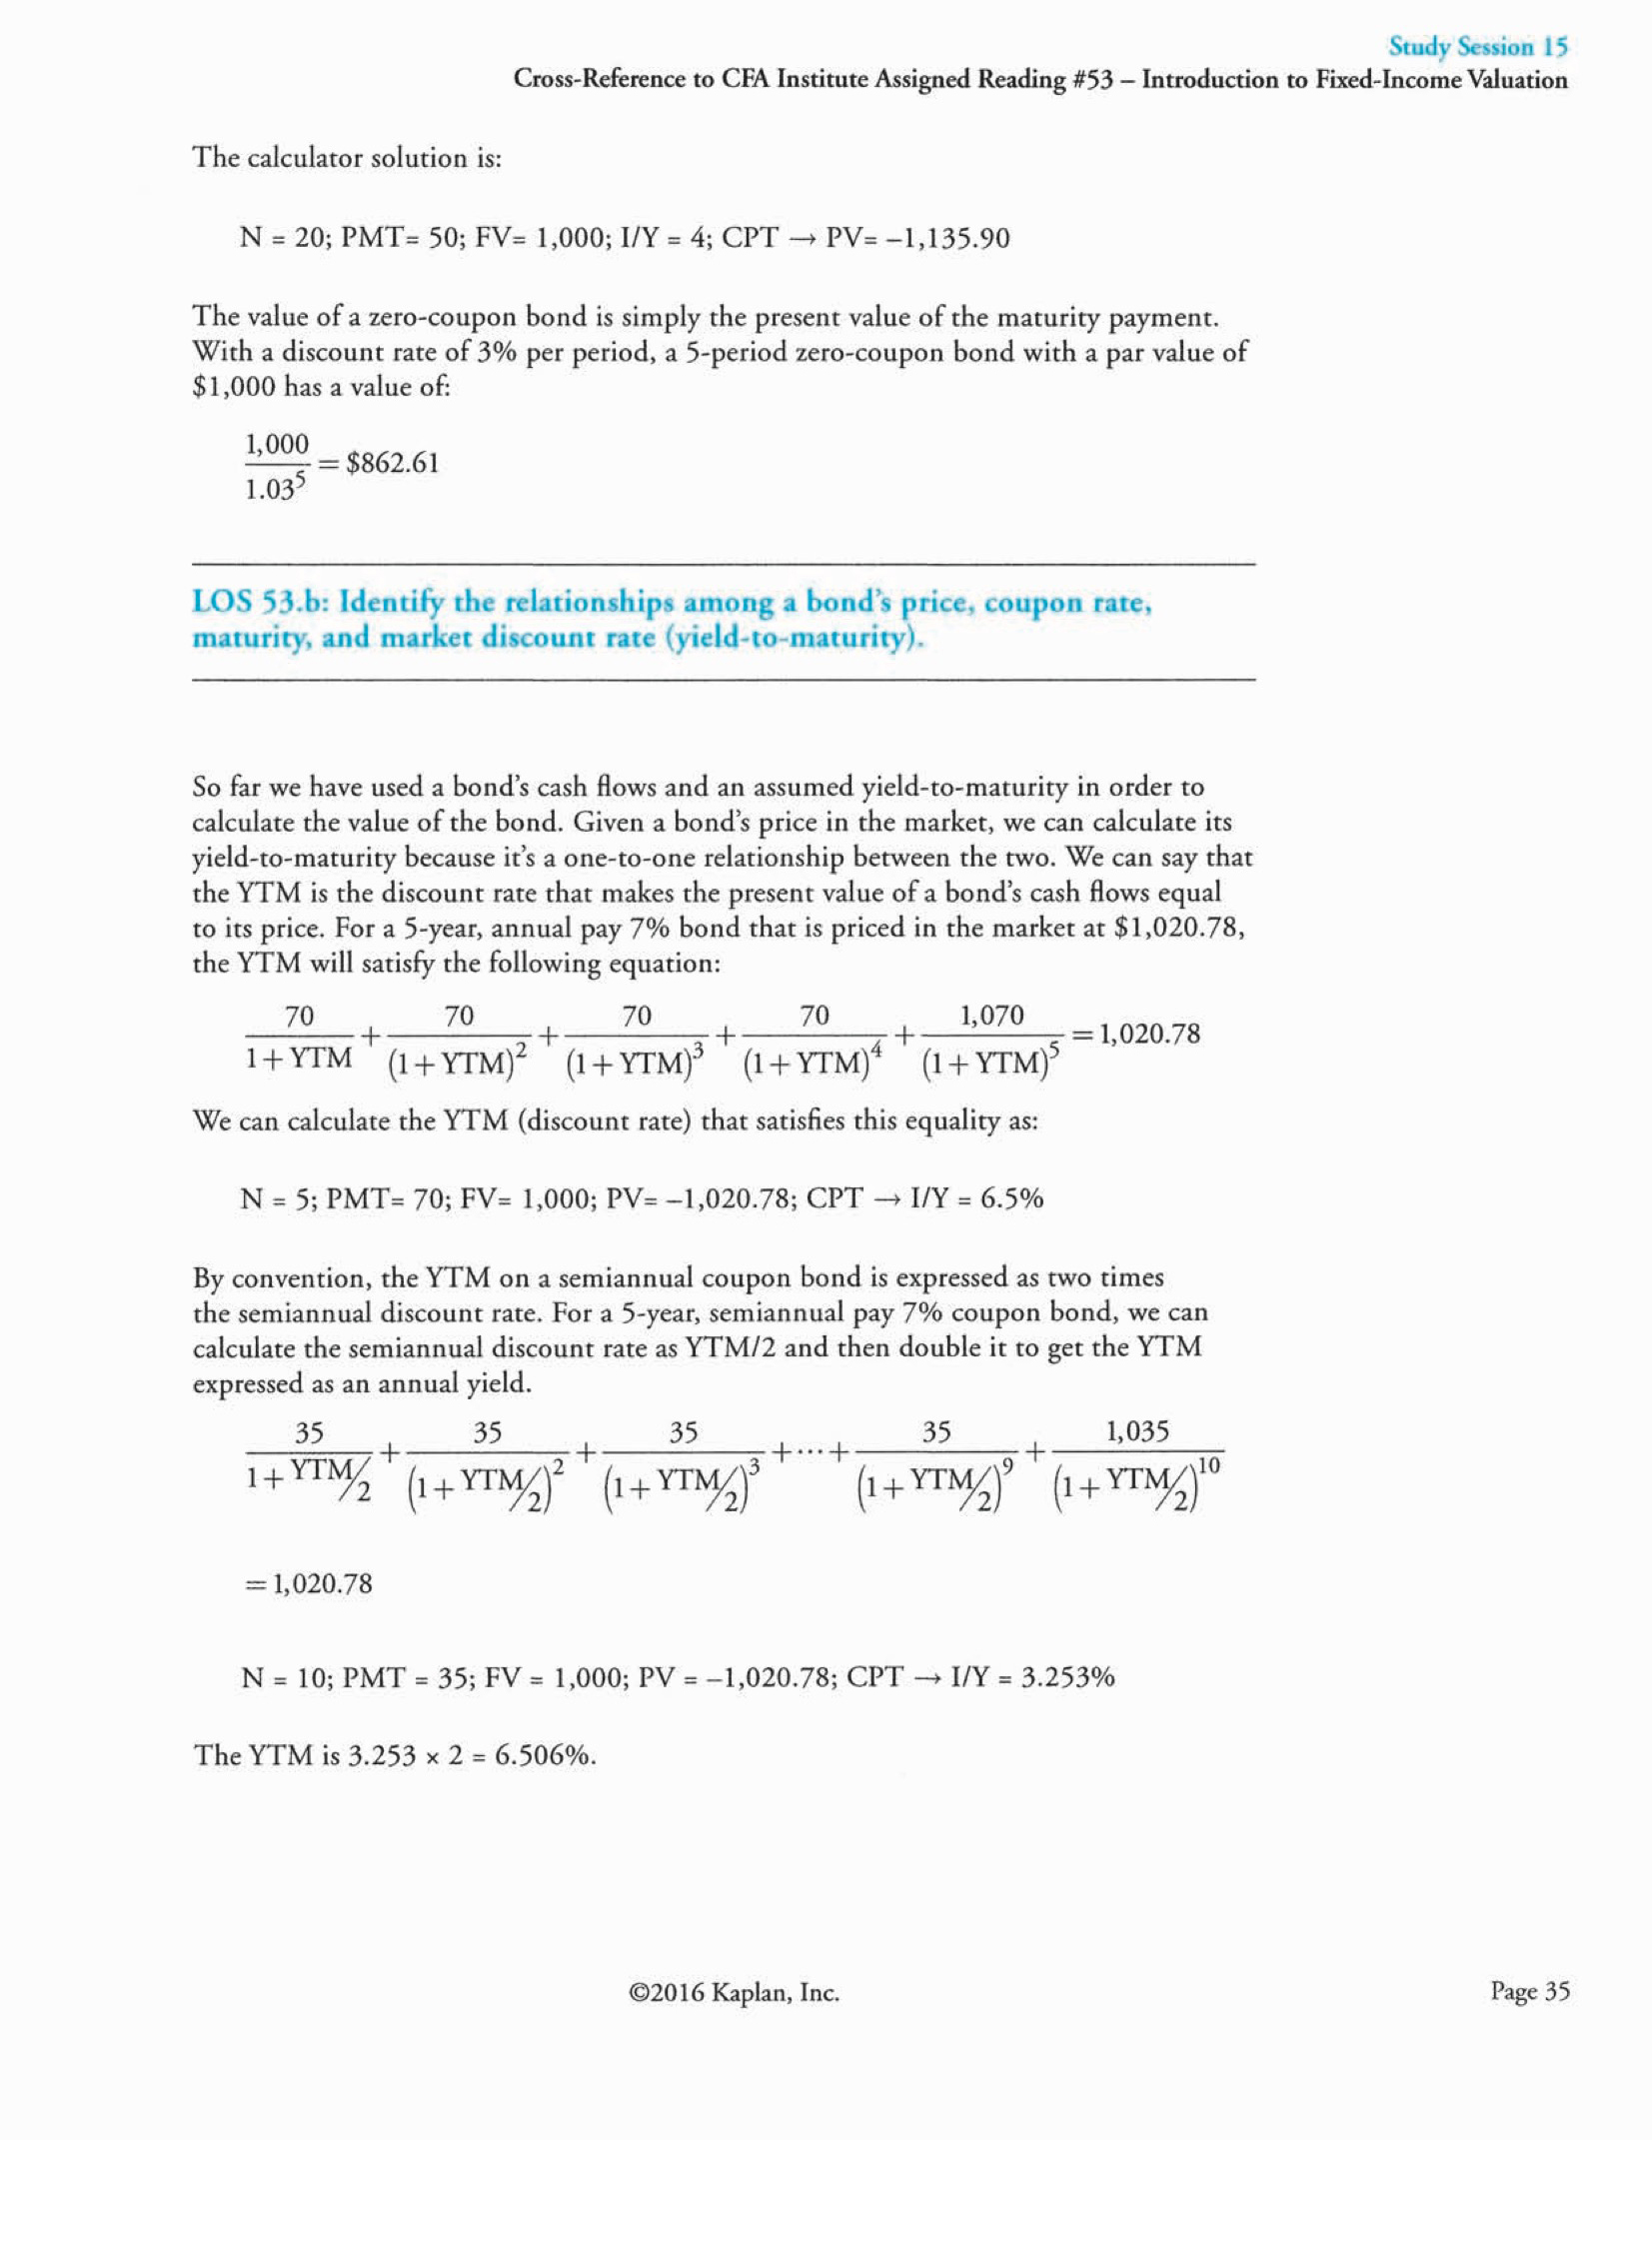 Study Session 15
Cross-Reference to CFA Institute Assigned Reading #53 – Introduction to Fixed-Income Valuation
The calculator solution is:
N = 20; PMT= 50; FV= 1,000; I/Y = 4; CPT → PV= –1,135.90
The value of a zero-coupon bond is simply the present value of the maturity payment.
With a discount rate of 3% per period, a 5-period zero-coupon bond with a par value of
$1,000 has a value of:
1,000 / 1.03^5 = $862.61
LOS 53.b: Identify the relationships among a bond's price, coupon rate,
maturity, and market discount rate (yield-to-maturity).
So far we have used a bond's cash flows and an assumed yield-to-maturity in order to
calculate the value of the bond. Given a bond's price in the market, we can calculate its
yield-to-maturity because it's a one-to-one relationship between the two. We can say that
the YTM is the discount rate that makes the present value of a bond's cash flows equal
to its price. For a 5-year, annual pay 7% bond that is priced in the market at $1,020.78,
the YTM will satisfy the following equation:
70 / (1+YTM) + 70 / (1+YTM)^2 + 70 / (1+YTM)^3 + 70 / (1+YTM)^4 + 1,070 / (1+YTM)^5 = 1,020.78
We can calculate the YTM (discount rate) that satisfies this equality as:
N = 5; PMT= 70; FV= 1,000; PV= –1,020.78; CPT → I/Y = 6.5%
By convention, the YTM on a semiannual coupon bond is expressed as two times
the semiannual discount rate. For a 5-year, semiannual pay 7% coupon bond, we can
calculate the semiannual discount rate as YTM/2 and then double it to get the YTM
expressed as an annual yield.
35 / (1+YTM/2) + 35 / (1+YTM/2)^2 + 35 / (1+YTM/2)^3 +···+ 35 / (1+YTM/2)^9 + 1,035 / (1+YTM/2)^10
= 1,020.78
N = 10; PMT = 35; FV = 1,000; PV = –1,020.78; CPT → I/Y = 3.253%
The YTM is 3.253 × 2 = 6.506%.
©2016 Kaplan, Inc.
Page 35